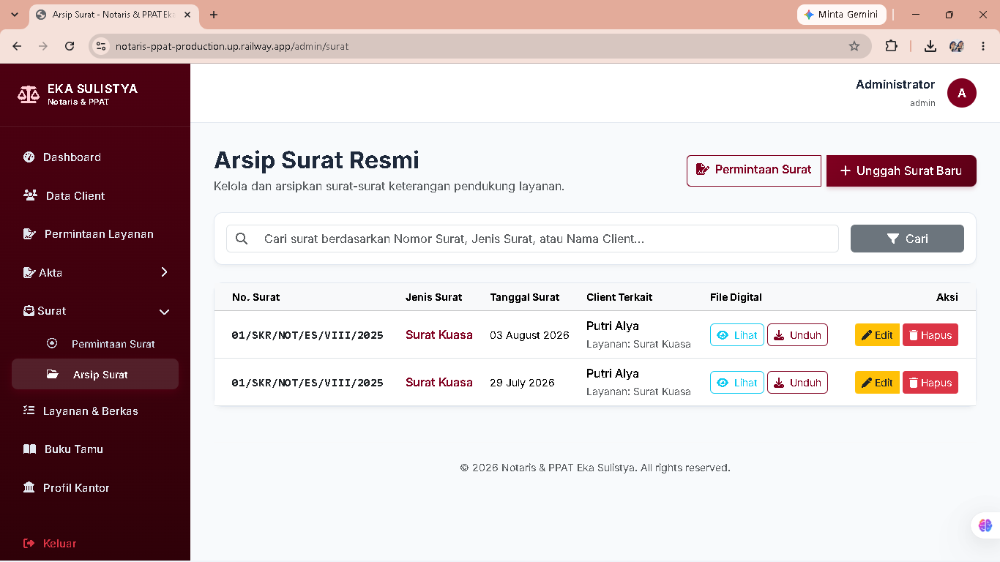 Arsip Surat - Notaris & PPAT Eka
Minta Gemini
notaris-ppat-production.up.railway.app/admin/surat
EKA SULISTYA
Notaris & PPAT
Administrator
admin
A
Dashboard
Data Client
Permintaan Layanan
Akta
Surat
Permintaan Surat
Arsip Surat
Layanan & Berkas
Buku Tamu
Profil Kantor
Keluar
Arsip Surat Resmi
Kelola dan arsipkan surat-surat keterangan pendukung layanan.
Permintaan Surat
Unggah Surat Baru
Cari surat berdasarkan Nomor Surat, Jenis Surat, atau Nama Client...
Cari
No. Surat Jenis Surat Tanggal Surat Client Terkait File Digital Aksi
01/SKR/NOT/ES/VIII/2025 Surat Kuasa 03 August 2026 Putri Alya Lihat Unduh Edit Hapus
Layanan: Surat Kuasa
01/SKR/NOT/ES/VIII/2025 Surat Kuasa 29 July 2026 Putri Alya Lihat Unduh Edit Hapus
Layanan: Surat Kuasa
© 2026 Notaris & PPAT Eka Sulistya. All rights reserved.